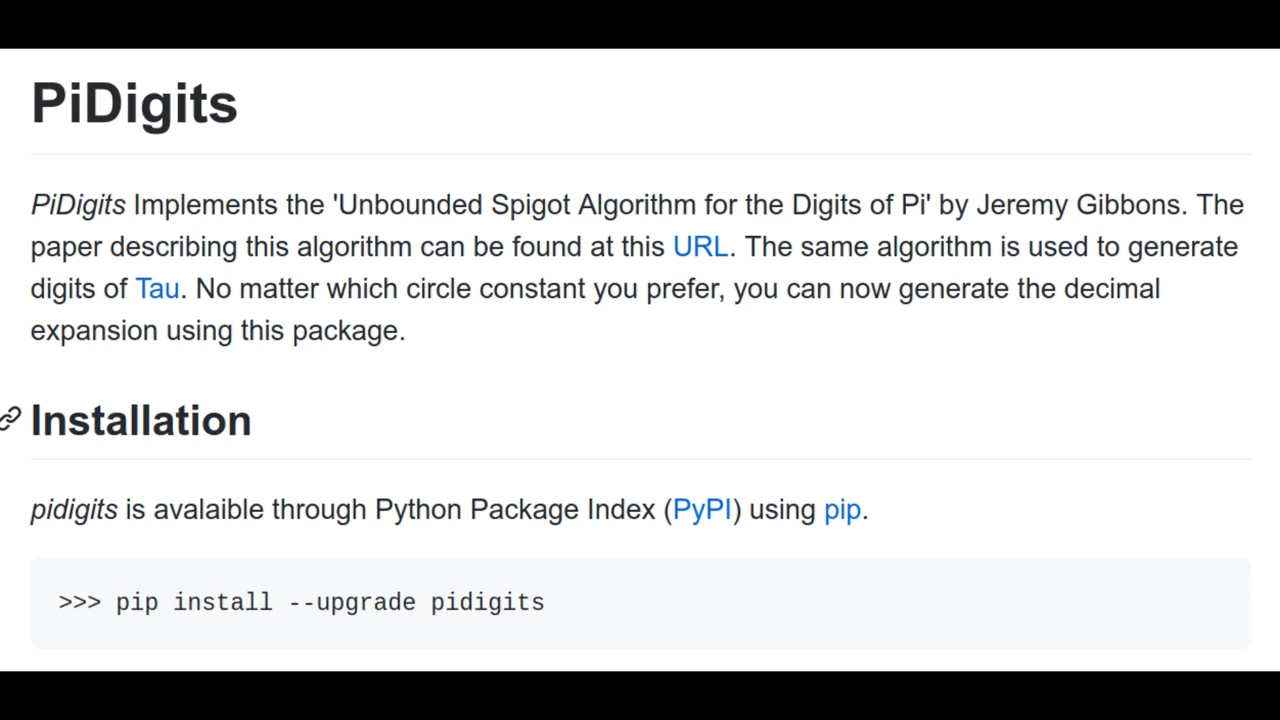 PiDigits
PiDigits Implements the 'Unbounded Spigot Algorithm for the Digits of Pi' by Jeremy Gibbons. The
paper describing this algorithm can be found at this URL. The same algorithm is used to generate
digits of Tau. No matter which circle constant you prefer, you can now generate the decimal
expansion using this package.
Installation
pidigits is avalaible through Python Package Index (PyPI) using pip.
>>> pip install --upgrade pidigits